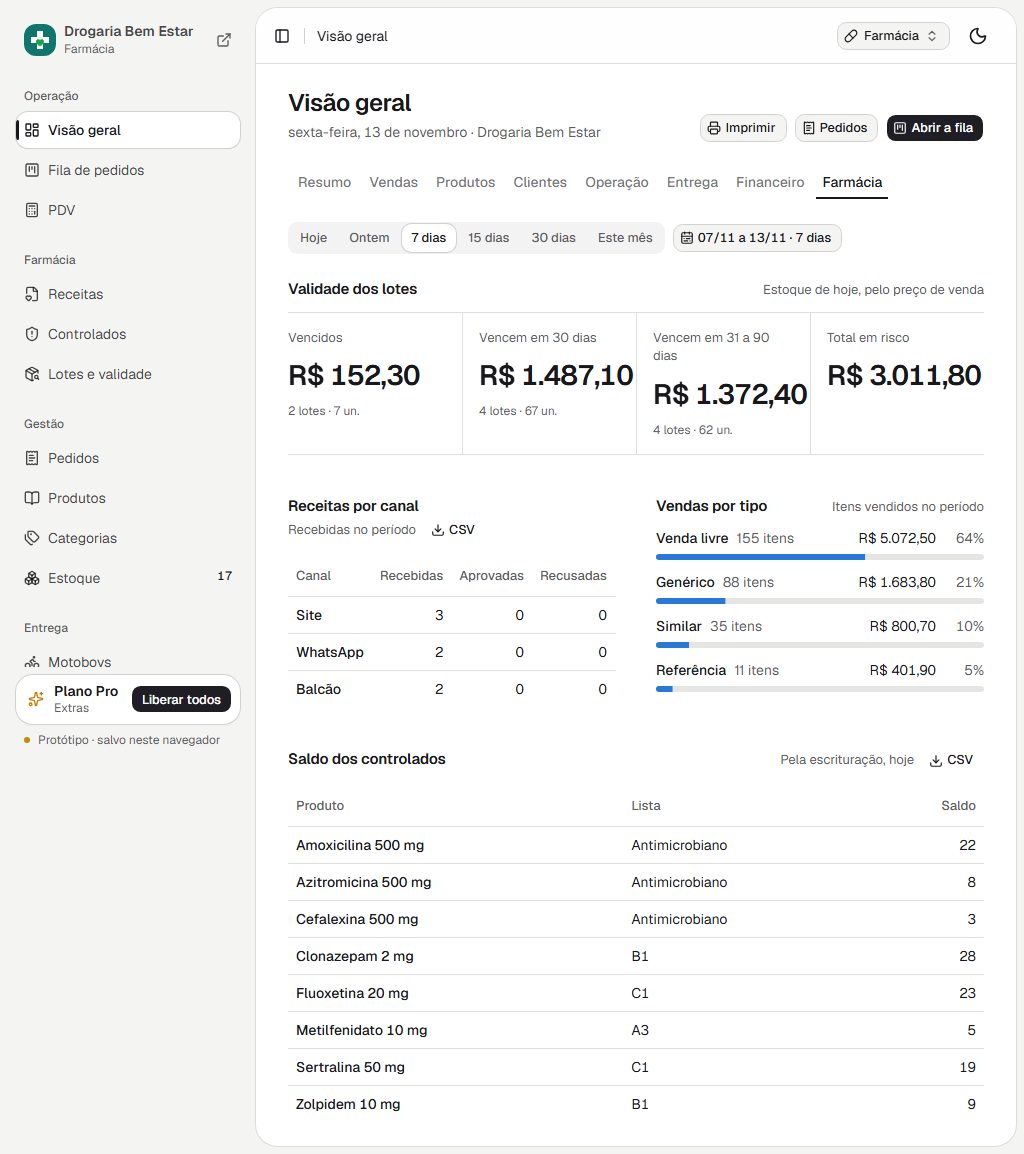 Drogaria Bem Estar
Farmácia
Operação
Visão geral
Fila de pedidos
PDV
Farmácia
Receitas
Controlados
Lotes e validade
Gestão
Pedidos
Produtos
Categorias
Estoque 17
Entrega
Motoboys
Plano Pro
Extras
Liberar todos
Protótipo · salvo neste navegador
Visão geral
Farmácia
Visão geral
sexta-feira, 13 de novembro · Drogaria Bem Estar
Imprimir
Pedidos
Abrir a fila
Resumo Vendas Produtos Clientes Operação Entrega Financeiro Farmácia
Hoje Ontem 7 dias 15 dias 30 dias Este mês 07/11 a 13/11 · 7 dias
Validade dos lotes Estoque de hoje, pelo preço de venda
Vencidos
R$ 152,30
2 lotes · 7 un.
Vencem em 30 dias
R$ 1.487,10
4 lotes · 67 un.
Vencem em 31 a 90
dias
R$ 1.372,40
4 lotes · 62 un.
Total em risco
R$ 3.011,80
Receitas por canal
Recebidas no período CSV
Canal Recebidas Aprovadas Recusadas
Site 3 0 0
WhatsApp 2 0 0
Balcão 2 0 0
Vendas por tipo Itens vendidos no período
Venda livre 155 itens R$ 5.072,50 64%
Genérico 88 itens R$ 1.683,80 21%
Similar 35 itens R$ 800,70 10%
Referência 11 itens R$ 401,90 5%
Saldo dos controlados Pela escrituração, hoje CSV
Produto Lista Saldo
Amoxicilina 500 mg Antimicrobiano 22
Azitromicina 500 mg Antimicrobiano 8
Cefalexina 500 mg Antimicrobiano 3
Clonazepam 2 mg B1 28
Fluoxetina 20 mg C1 23
Metilfenidato 10 mg A3 5
Sertralina 50 mg C1 19
Zolpidem 10 mg B1 9